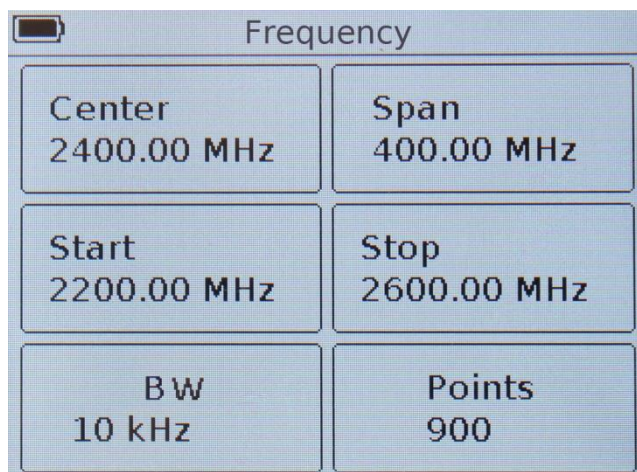 Frequency
Center
2400.00 MHz
Span
400.00 MHz
Start
2200.00 MHz
Stop
2600.00 MHz
BW
10 kHz
Points
900